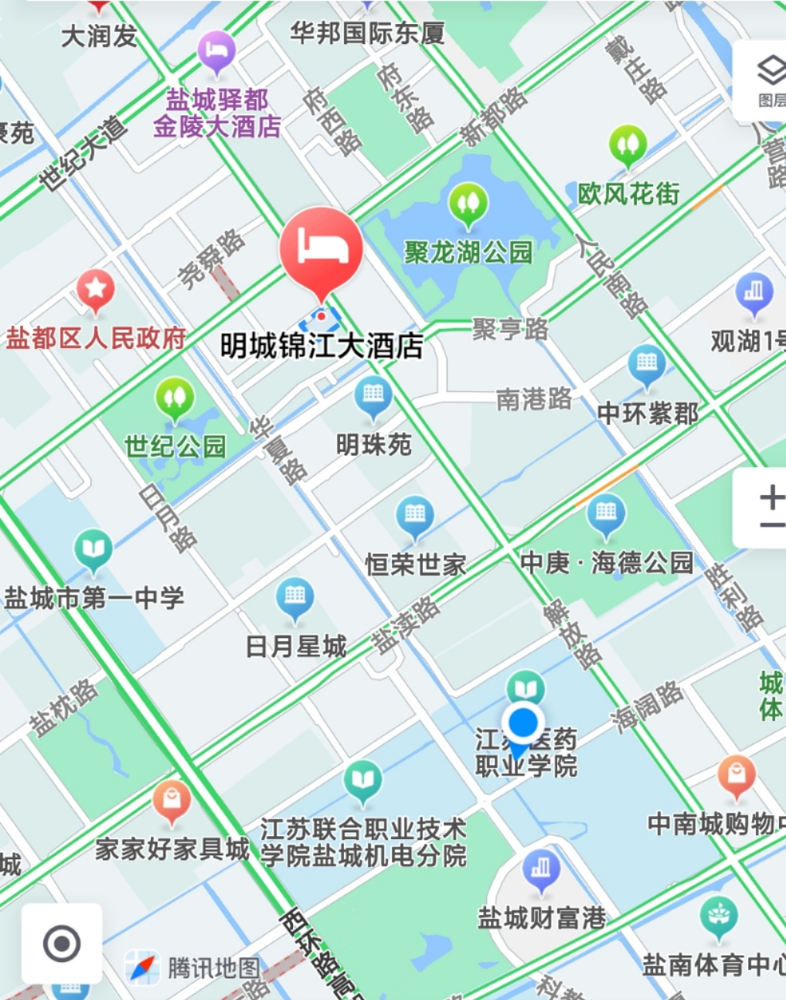 大润发
华邦国际东厦
戴庄路
图层
盐城驿都
金陵大酒店
府西路
府东路
新都路
豪苑
世纪大道
人营路
欧风花街
尧舜路
聚龙湖公园
人民南路
盐都区人民政府
明城锦江大酒店
聚亨路
观湖1号
南港路
中环紫郡
世纪公园
华夏路
明珠苑
日月路
恒荣世家
中庚·海德公园
盐城市第一中学
胜利路
日月星城
盐渎路
解放路
盐枕路
海阔路
城
体
江苏医药
职业学院
中南城购物中
家家好家具城
江苏联合职业技术
学院盐城机电分院
城
盐城财富港
西环路高
腾讯地图
盐南体育中心
路
科教